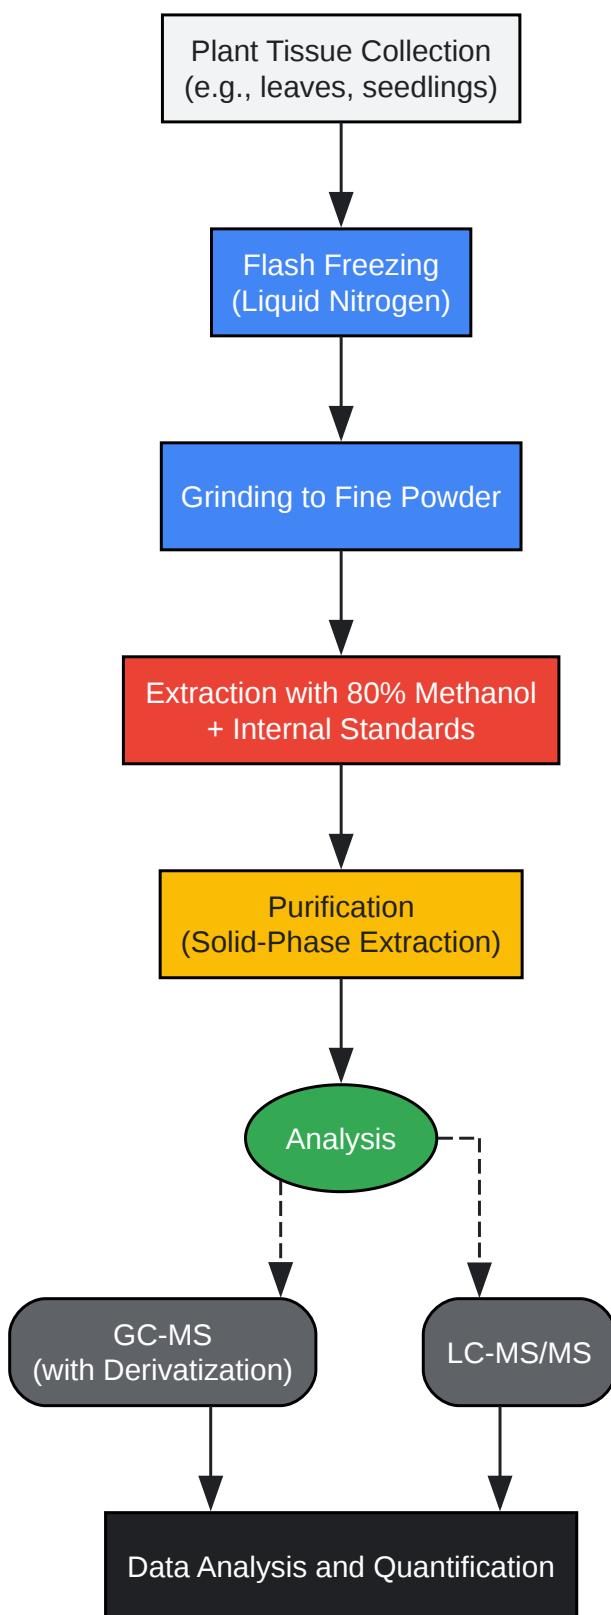 Plant Tissue Collection
(e.g., leaves, seedlings)
Flash Freezing
(Liquid Nitrogen)
Grinding to Fine Powder
Extraction with 80% Methanol
+ Internal Standards
Purification
(Solid-Phase Extraction)
Analysis
GC-MS
(with Derivatization)
LC-MS/MS
Data Analysis and Quantification